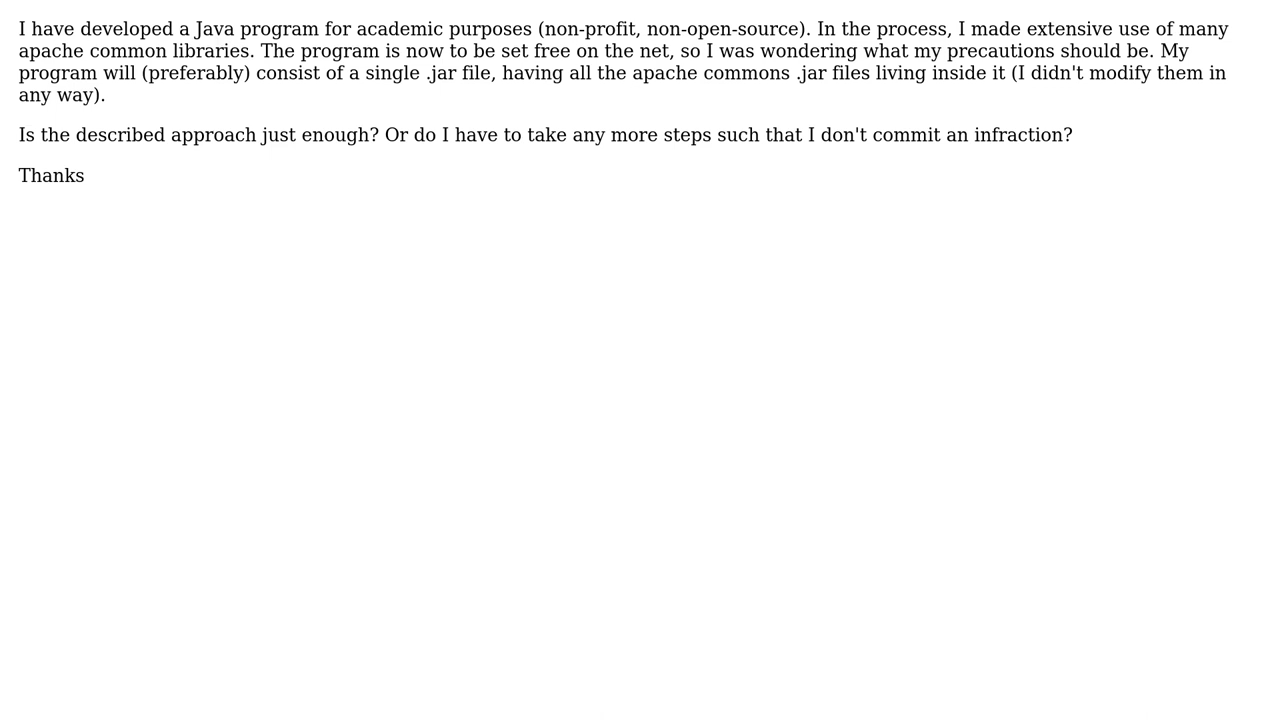 I have developed a Java program for academic purposes (non-profit, non-open-source). In the process, I made extensive use of many
apache common libraries. The program is now to be set free on the net, so I was wondering what my precautions should be. My
program will (preferably) consist of a single .jar file, having all the apache commons .jar files living inside it (I didn't modify them in
any way).
Is the described approach just enough? Or do I have to take any more steps such that I don't commit an infraction?
Thanks